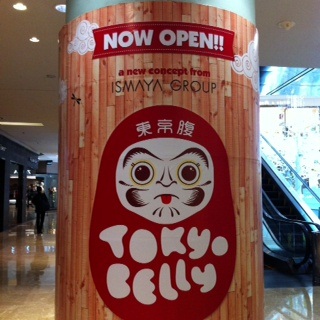 NOW OPEN!!
a new concept from
ISMAYA GROUP
東京腹
TOKYO
BELLY